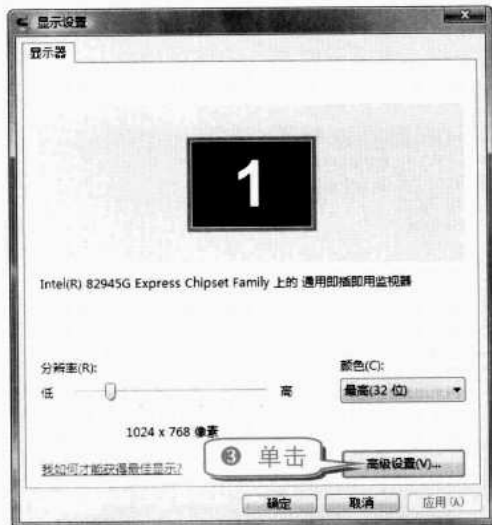 显示设置
显示器
1
Intel(R) 82945G Express Chipset Family 上的 通用即插即用监视器
分辨率(R):
颜色(C):
低
高
最高(32 位)
1024 x 768 像素
❸ 单击
我如何才能获得最佳显示?
高级设置(V)...
确定
取消
应用(A)